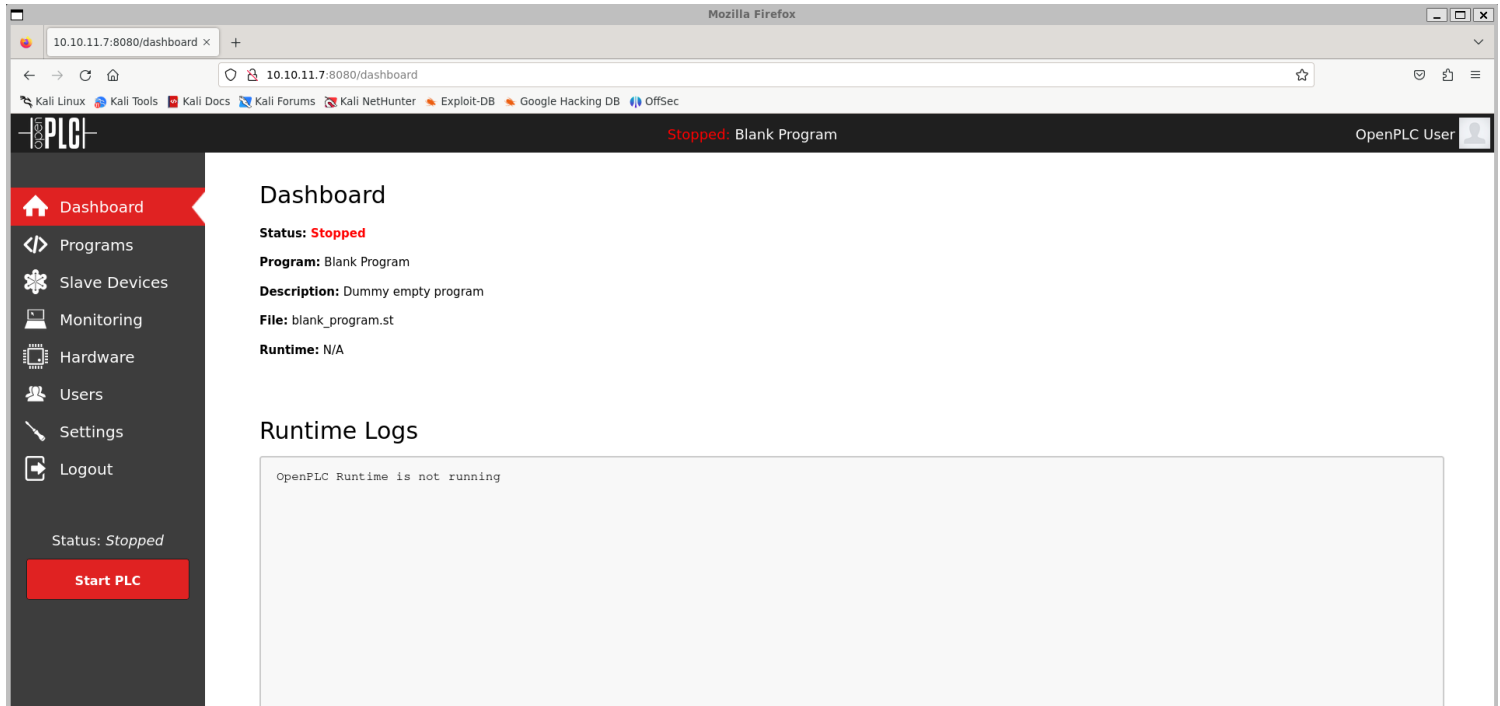 Mozilla Firefox
10.10.11.7:8080/dashboard × +
10.10.11.7:8080/dashboard
Kali Linux Kali Tools Kali Docs Kali Forums Kali NetHunter Exploit-DB Google Hacking DB OffSec
open PLC Stopped: Blank Program OpenPLC User
Dashboard
Programs
Slave Devices
Monitoring
Hardware
Users
Settings
Logout
Status: Stopped
Start PLC
Dashboard
Status: Stopped
Program: Blank Program
Description: Dummy empty program
File: blank_program.st
Runtime: N/A
Runtime Logs
OpenPLC Runtime is not running